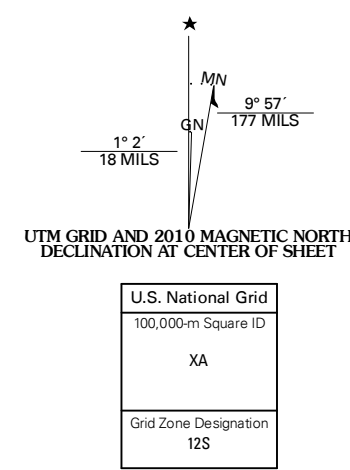 MN
9° 57´
177 MILS
GN
1° 2´
18 MILS
UTM GRID AND 2010 MAGNETIC NORTH
DECLINATION AT CENTER OF SHEET
U.S. National Grid
100,000-m Square ID
XA
Grid Zone Designation
12S